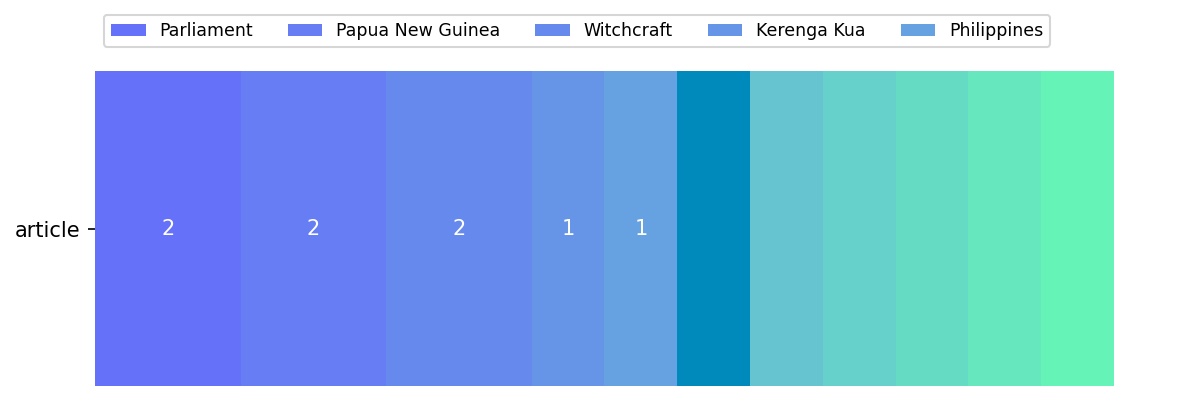 Parliament Papua New Guinea Witchcraft Kerenga Kua Philippines
article 2 2 2 1 1